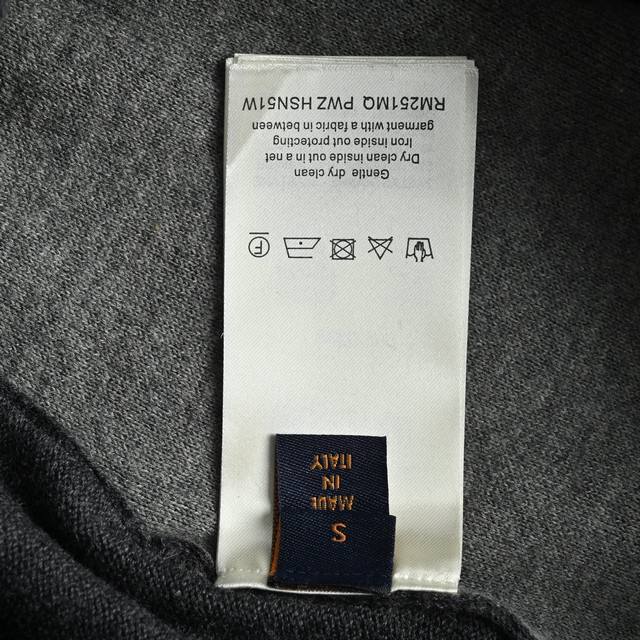 S
MADE
IN
ITALY
F
Gentle dry clean
Dry clean inside out in a net
Iron inside out protecting
garment with a fabric in between
RM251MQ PWZ HSN51W